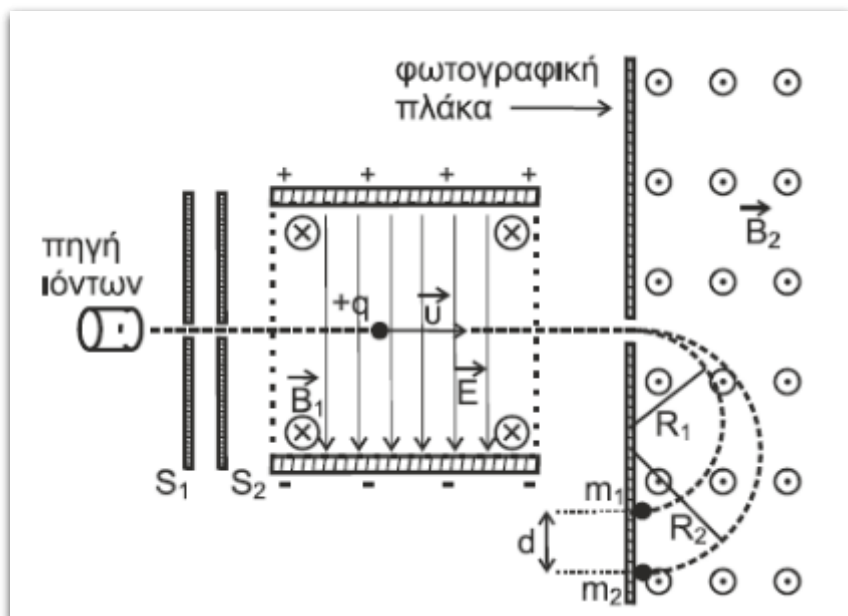 φωτογραφική
πλάκα
+ + + +
πηγή
ιόντων
+q
υ
B₁
E
B₂
S₁ S₂
- - - -
R₁
R₂
m₁
d
m₂